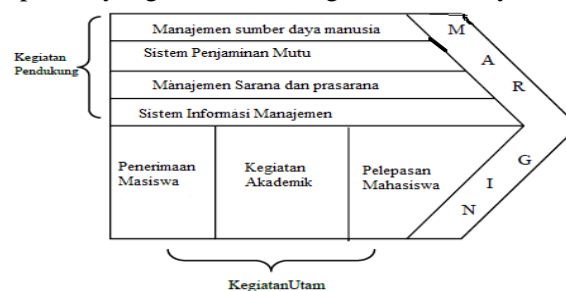 Manajemen sumber daya manusia
Sistem Penjaminan Mutu
Manajemen Sarana dan prasarana
Sistem Informasi Manajemen
Kegiatan
Pendukung
Penerimaan
Masiswa
Kegiatan
Akademik
Pelepasan
Mahasiswa
M
A
R
G
I
N
KegiatanUtam